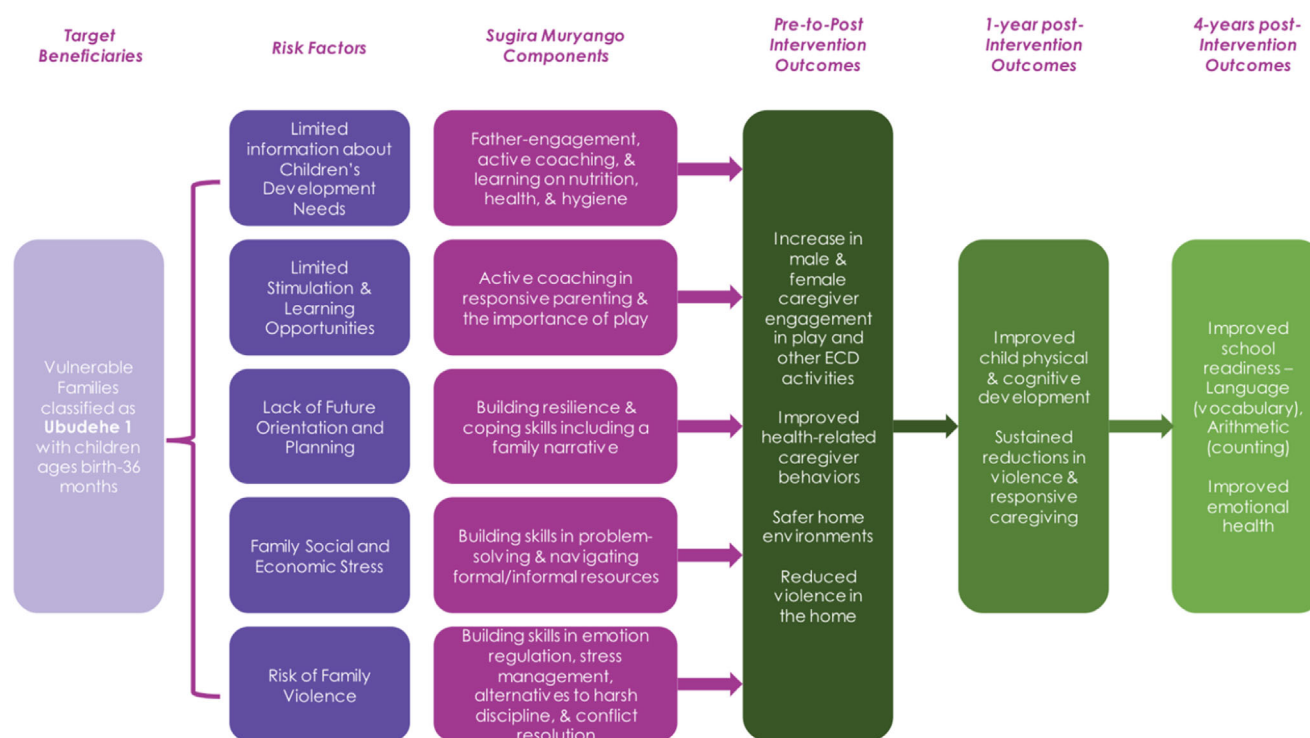 Target
Beneficiaries
Risk Factors
Sugira Muryango
Components
Pre-to-Post
Intervention
Outcomes
1-year post-
Intervention
Outcomes
4-years post-
Intervention
Outcomes
Vulnerable
Families
classified as
Ubudehe 1
with children
ages birth-36
months
Limited
information about
Children's
Development
Needs
Limited
Stimulation &
Learning
Opportunities
Lack of Future
Orientation and
Planning
Family Social and
Economic Stress
Risk of Family
Violence
Father-engagement,
active coaching, &
learning on nutrition,
health, & hygiene
Active coaching in
responsive parenting &
the importance of play
Building resilience &
coping skills including a
family narrative
Building skills in problem-
solving & navigating
formal/informal resources
Building skills in emotion
regulation, stress
management,
alternatives to harsh
discipline, & conflict
resolution
Increase in
male &
female
caregiver
engagement
in play and
other ECD
activities
Improved
health-related
caregiver
behaviors
Safer home
environments
Reduced
violence in
the home
Improved
child physical
& cognitive
development
Sustained
reductions in
violence &
responsive
caregiving
Improved
school
readiness –
Language
(vocabulary),
Arithmetic
(counting)
Improved
emotional
health